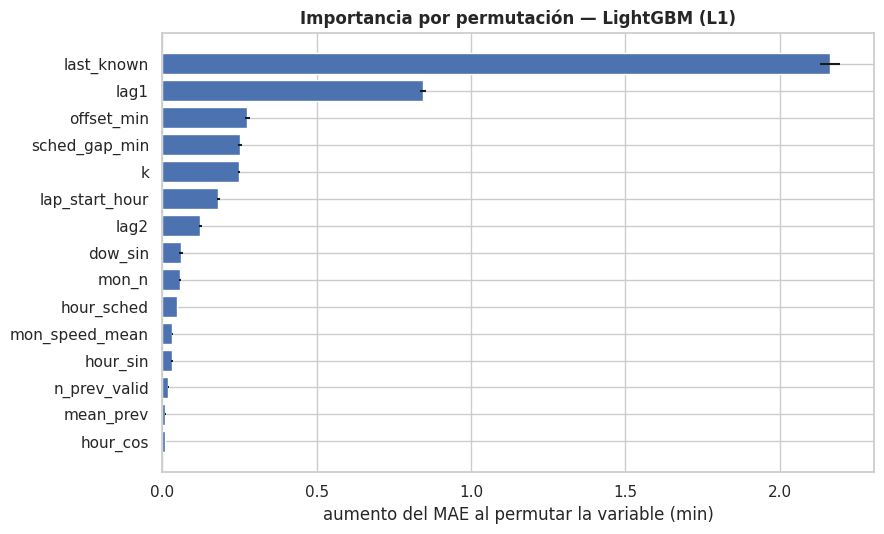 Importancia por permutación — LightGBM (L1)
last_known
lag1
offset_min
sched_gap_min
k
lap_start_hour
lag2
dow_sin
mon_n
hour_sched
mon_speed_mean
hour_sin
n_prev_valid
mean_prev
hour_cos
0.0 0.5 1.0 1.5 2.0
aumento del MAE al permutar la variable (min)